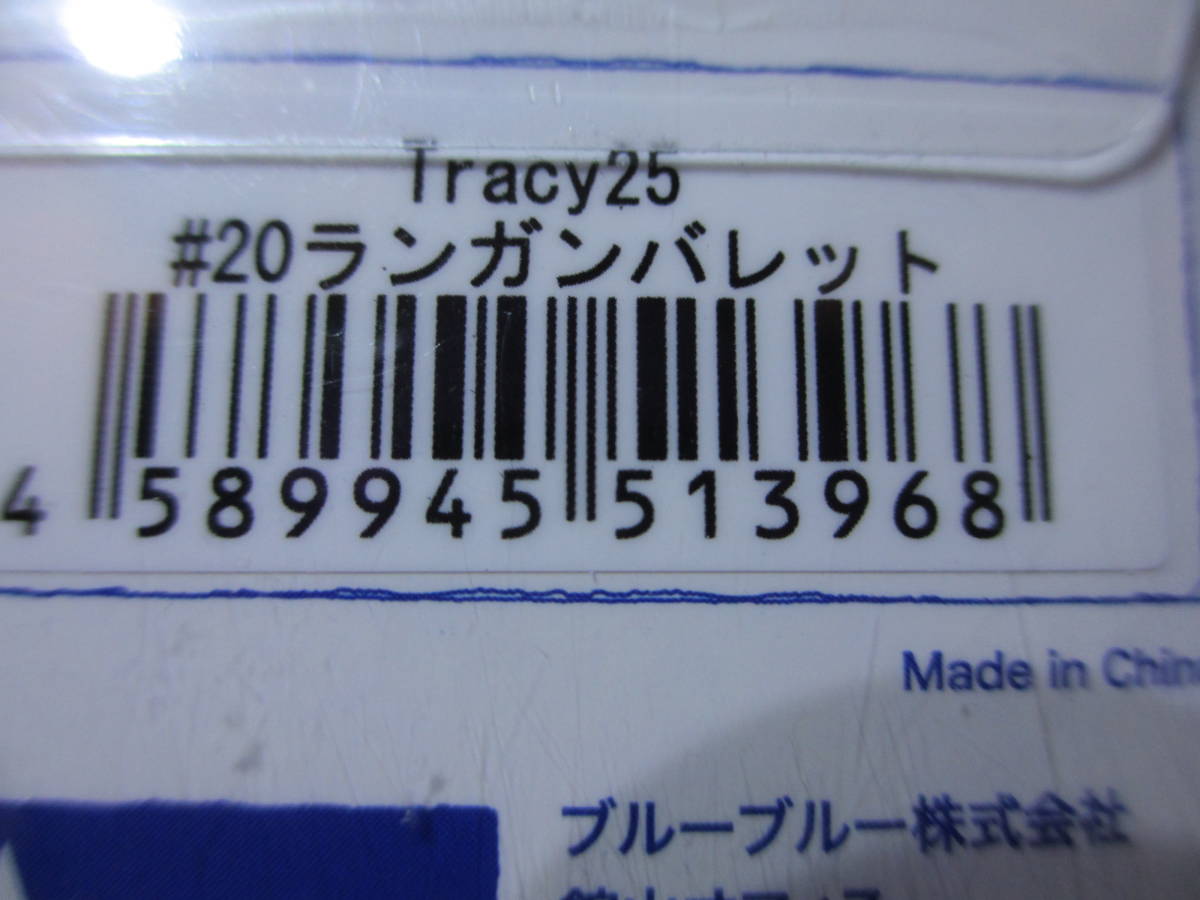 Tracy25
#20ランガンバレット
4 589945 513968
Made in Chin
ブルーブルー株式会社